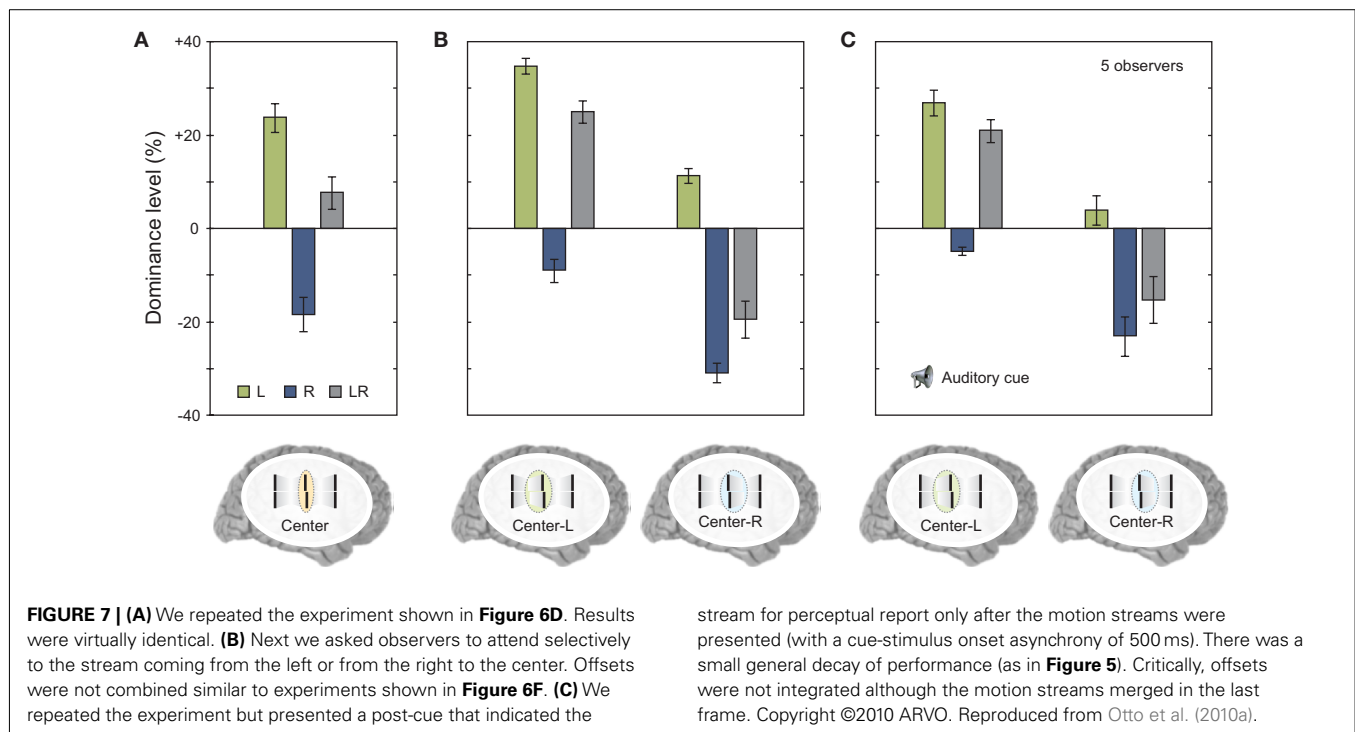 A
B
C
+40
+20
0
-20
-40
Dominance level (%)
5 observers
L R LR
Auditory cue
Center
Center-L
Center-R
Center-L
Center-R
FIGURE 7 | (A) We repeated the experiment shown in Figure 6D. Results
were virtually identical. (B) Next we asked observers to attend selectively
to the stream coming from the left or from the right to the center. Offsets
were not combined similar to experiments shown in Figure 6F. (C) We
repeated the experiment but presented a post-cue that indicated the
stream for perceptual report only after the motion streams were
presented (with a cue-stimulus onset asynchrony of 500 ms). There was a
small general decay of performance (as in Figure 5). Critically, offsets
were not integrated although the motion streams merged in the last
frame. Copyright ©2010 ARVO. Reproduced from Otto et al. (2010a).